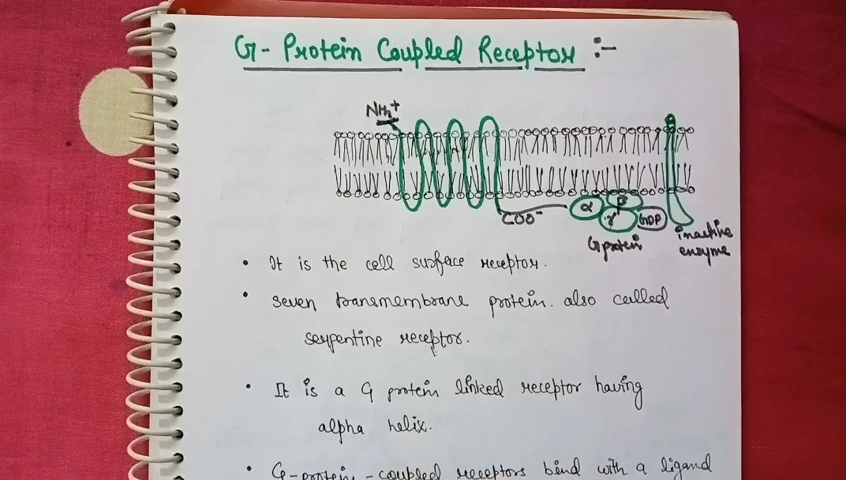 G- Protein Coupled Receptor :-
NH₃⁺
COO⁻
α
β
γ
GDP
G protein
inactive
enzyme
• It is the cell surface receptor.
• seven transmembrane protein. also called
serpentine receptor.
• It is a G protein linked receptor having
alpha helix.
• G-protein-coupled receptors bind with a ligand